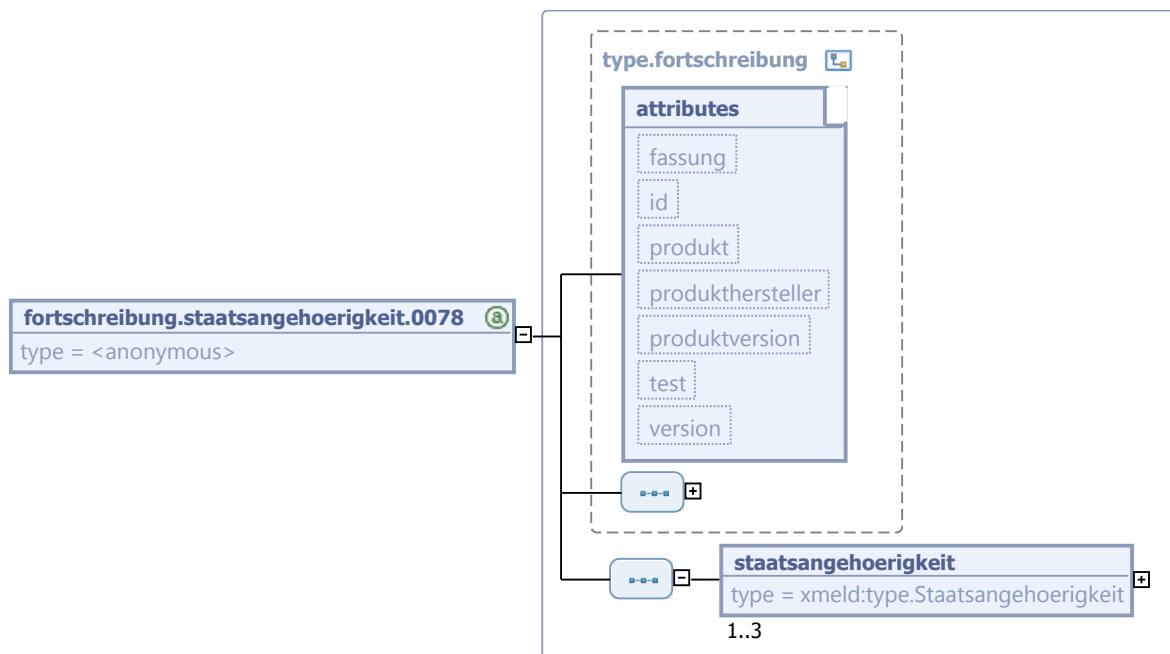 type.fortschreibung
attributes
fassung
id
produkt
produkthersteller
produktversion
test
version
fortschreibung.staatsangehoerigkeit.0078 a
type = <anonymous>
staatsangehoerigkeit
type = xmeld:type.Staatsangehoerigkeit
1..3